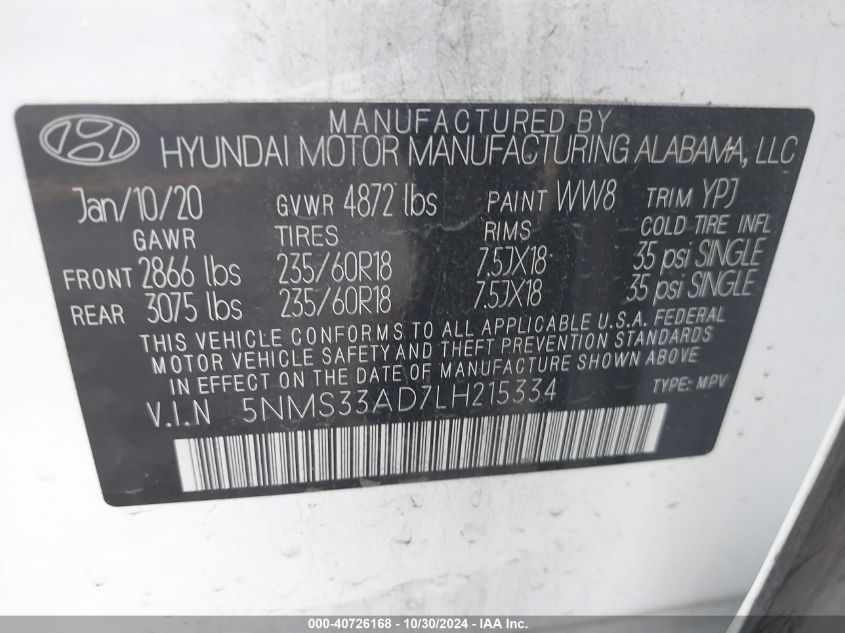 MANUFACTURED BY
HYUNDAI MOTOR MANUFACTURING ALABAMA, LLC
Jan/10/20 GVWR 4872 lbs PAINT WW8 TRIM YPJ
GAWR TIRES RIMS COLD TIRE INFL
FRONT 2866 lbs 235/60R18 7.5JX18 35 psi SINGLE
REAR 3075 lbs 235/60R18 7.5JX18 35 psi SINGLE
THIS VEHICLE CONFORMS TO ALL APPLICABLE U.S.A. FEDERAL
MOTOR VEHICLE SAFETY AND THEFT PREVENTION STANDARDS
IN EFFECT ON THE DATE OF MANUFACTURE SHOWN ABOVE
V.I.N 5NMS33AD7LH215334 TYPE: MPV
000-40726168 - 10/30/2024 - IAA Inc.